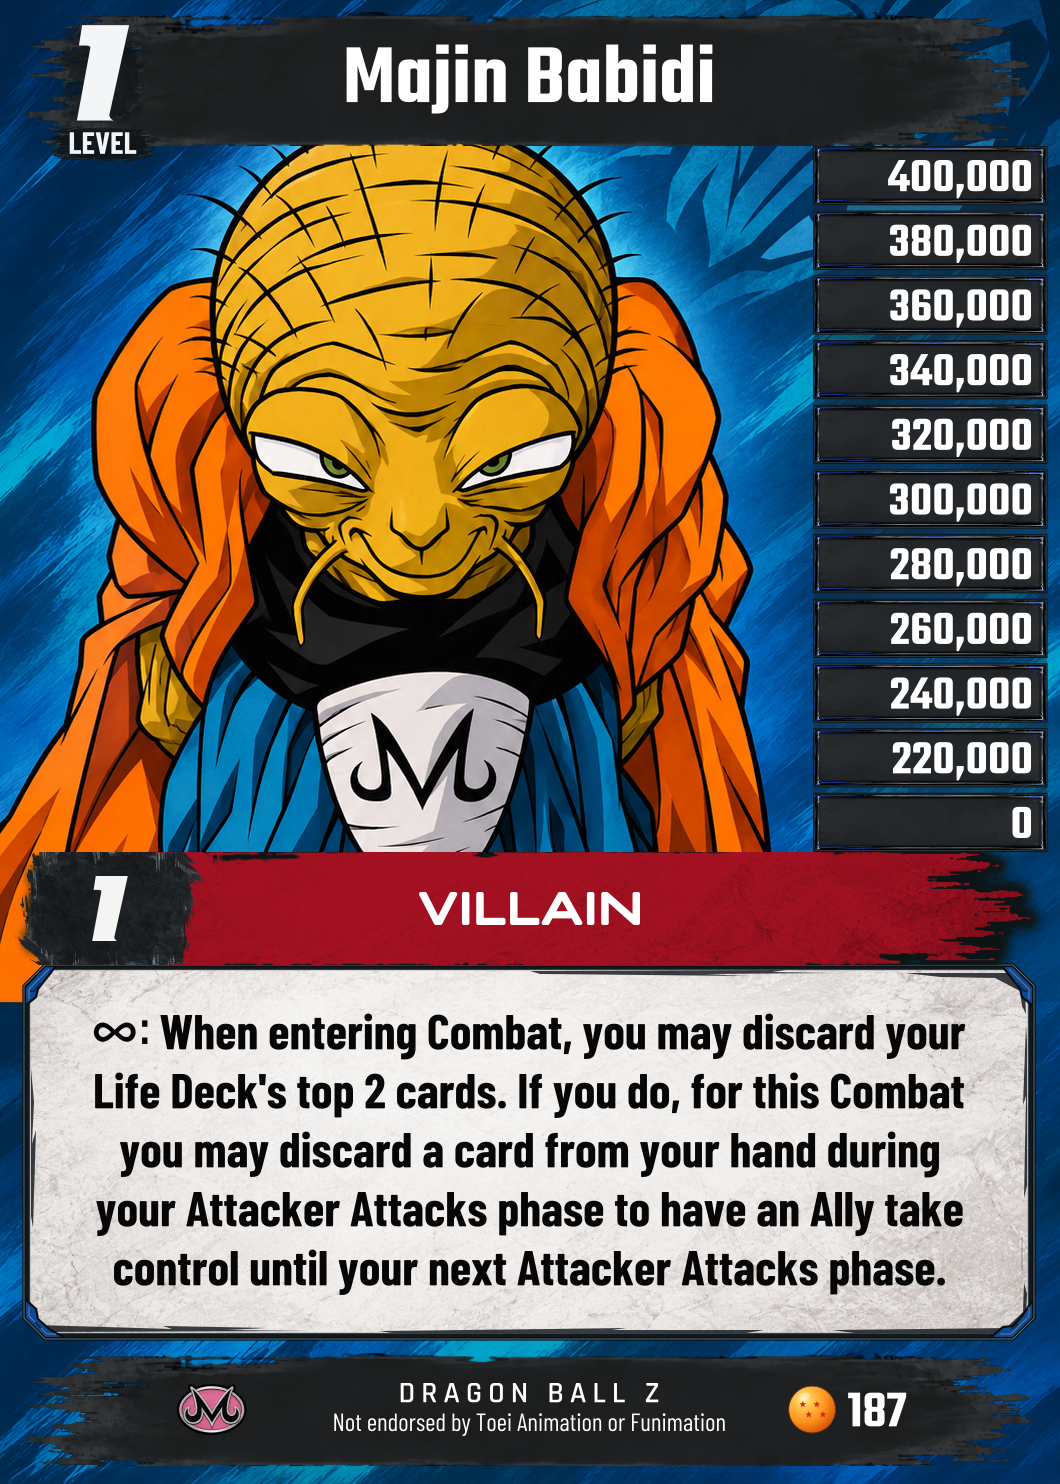 1
LEVEL
Majin Babidi
400,000
380,000
360,000
340,000
320,000
300,000
280,000
260,000
240,000
220,000
0
1
VILLAIN
∞: When entering Combat, you may discard your
Life Deck's top 2 cards. If you do, for this Combat
you may discard a card from your hand during
your Attacker Attacks phase to have an Ally take
control until your next Attacker Attacks phase.
DRAGON BALL Z
Not endorsed by Toei Animation or Funimation
187